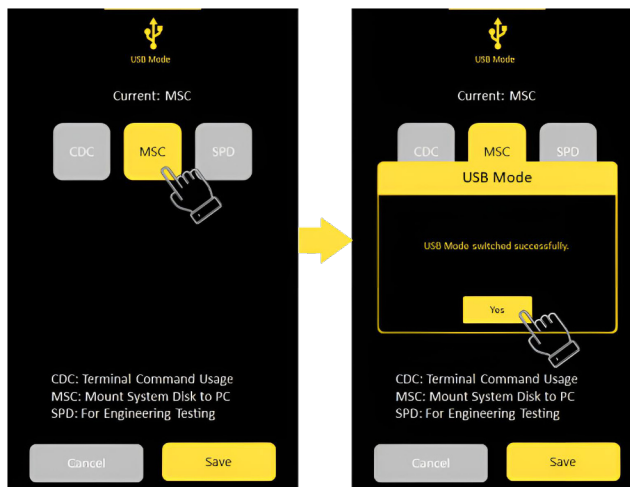 USB Mode
Current: MSC
CDC MSC SPD
CDC: Terminal Command Usage
MSC: Mount System Disk to PC
SPD: For Engineering Testing
Cancel Save
USB Mode
Current: MSC
CDC MSC SPD
USB Mode
USB Mode switched successfully.
Yes
CDC: Terminal Command Usage
MSC: Mount System Disk to PC
SPD: For Engineering Testing
Cancel Save